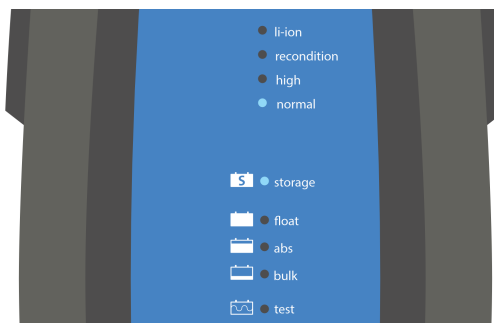 li-ion
recondition
high
normal
S storage
float
abs
bulk
test